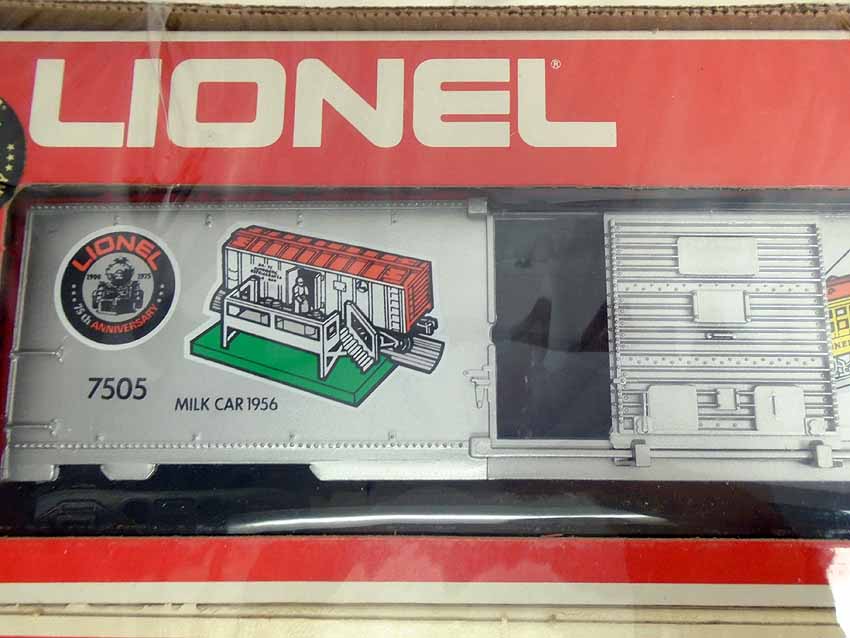 LIONEL®
LIONEL
1900 1975
75th ANNIVERSARY
7505
MILK CAR 1956